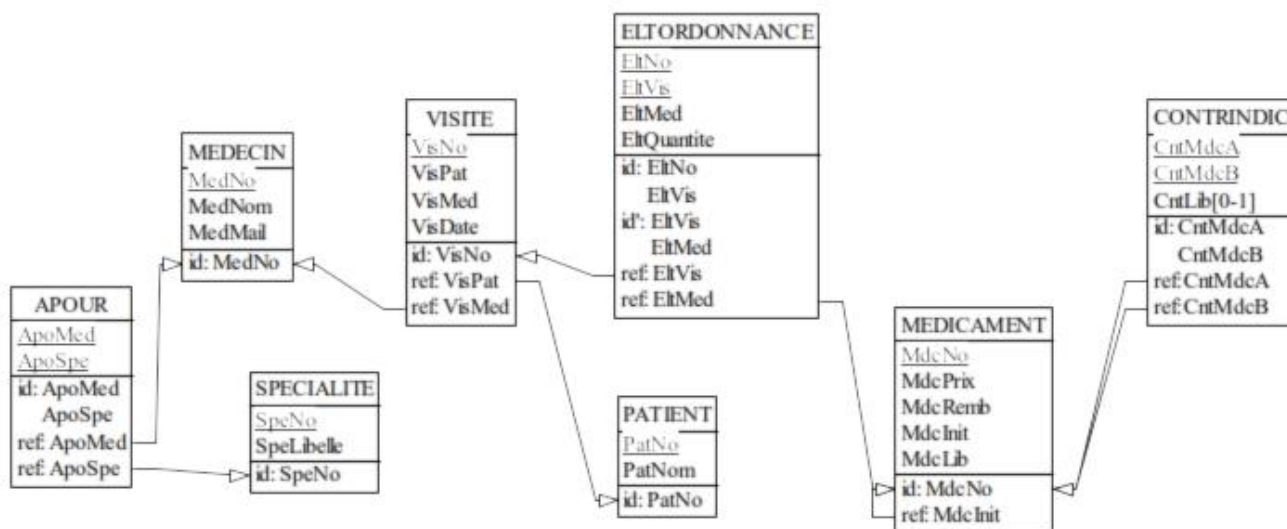 ELTORDONNANCE
EltNo
EltVis
EltMed
EltQuantite
id: EltNo
EltVis
id': EltVis
EltMed
ref: EltVis
ref: EltMed
VISITE
VisNo
VisPat
VisMed
VisDate
id: VisNo
ref: VisPat
ref: VisMed
CONTRINDIC
CntMdcA
CntMdcB
CntLib[0-1]
id: CntMdcA
CntMdcB
ref:CntMdcA
ref:CntMdcB
MEDECIN
MedNo
MedNom
MedMail
id: MedNo
APOUR
ApoMed
ApoSpe
id: ApoMed
ApoSpe
ref: ApoMed
ref: ApoSpe
SPECIALITE
SpeNo
SpeLibelle
id: SpeNo
PATIENT
PatNo
PatNom
id: PatNo
MEDICAMENT
MdcNo
MdcPrix
MdcRemb
MdcInit
MdcLib
id: MdcNo
ref: MdcInit